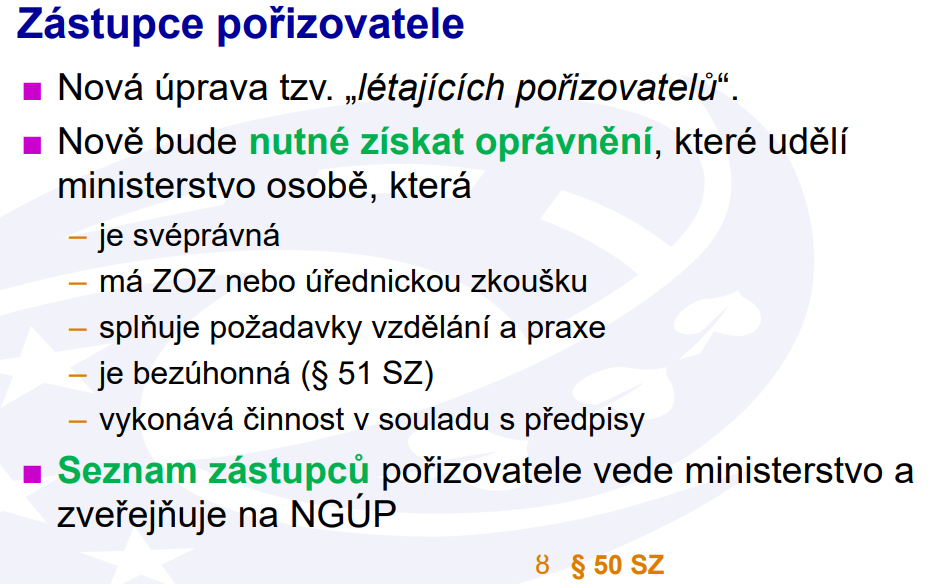 Zástupce pořizovatele
■ Nová úprava tzv. „létajících pořizovatelů“.
■ Nově bude nutné získat oprávnění, které udělí
ministerstvo osobě, která
– je svéprávná
– má ZOZ nebo úřednickou zkoušku
– splňuje požadavky vzdělání a praxe
– je bezúhonná (§ 51 SZ)
– vykonává činnost v souladu s předpisy
■ Seznam zástupců pořizovatele vede ministerstvo a
zveřejňuje na NGÚP
8 § 50 SZ